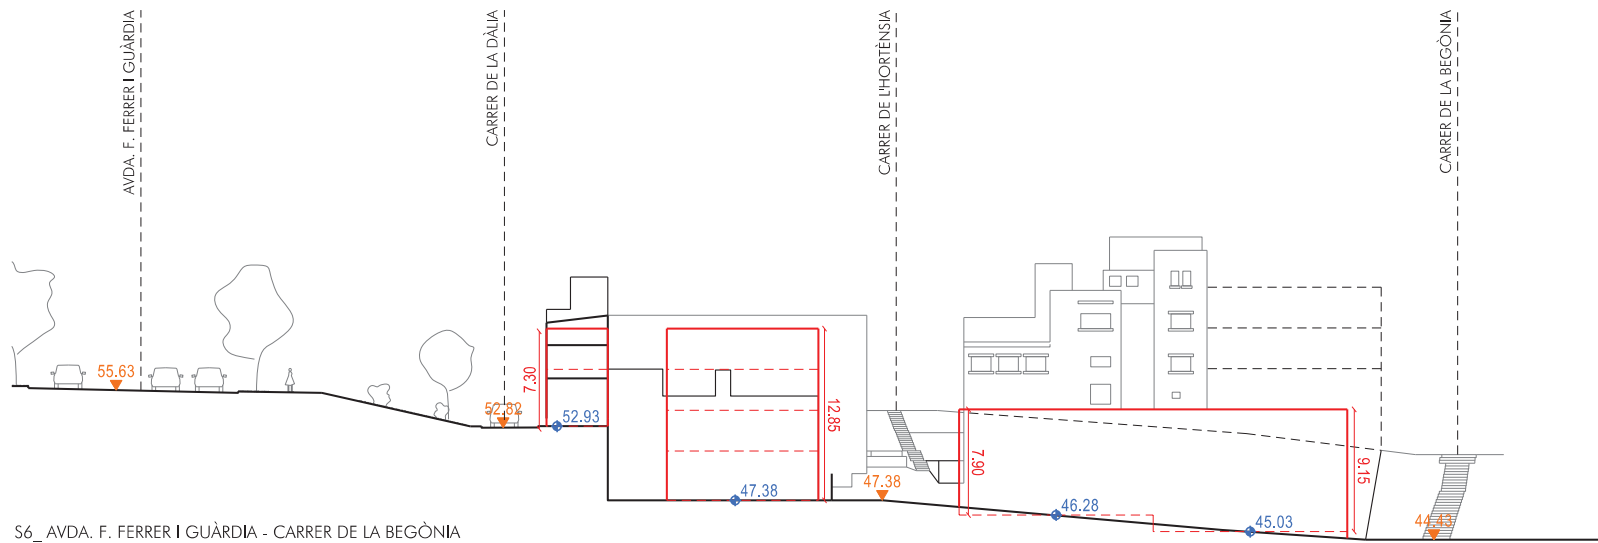 AVDA. F. FERRER I GUÀRDIA
CARRER DE LA DÀLIA
CARRER DE L'HORTÈNSIA
CARRER DE LA BEGÒNIA
55.63
7.30
52.82
52.93
12.85
7.90
9.15
47.38
47.38
46.28
45.03
44.43
S6_ AVDA. F. FERRER I GUÀRDIA - CARRER DE LA BEGÒNIA